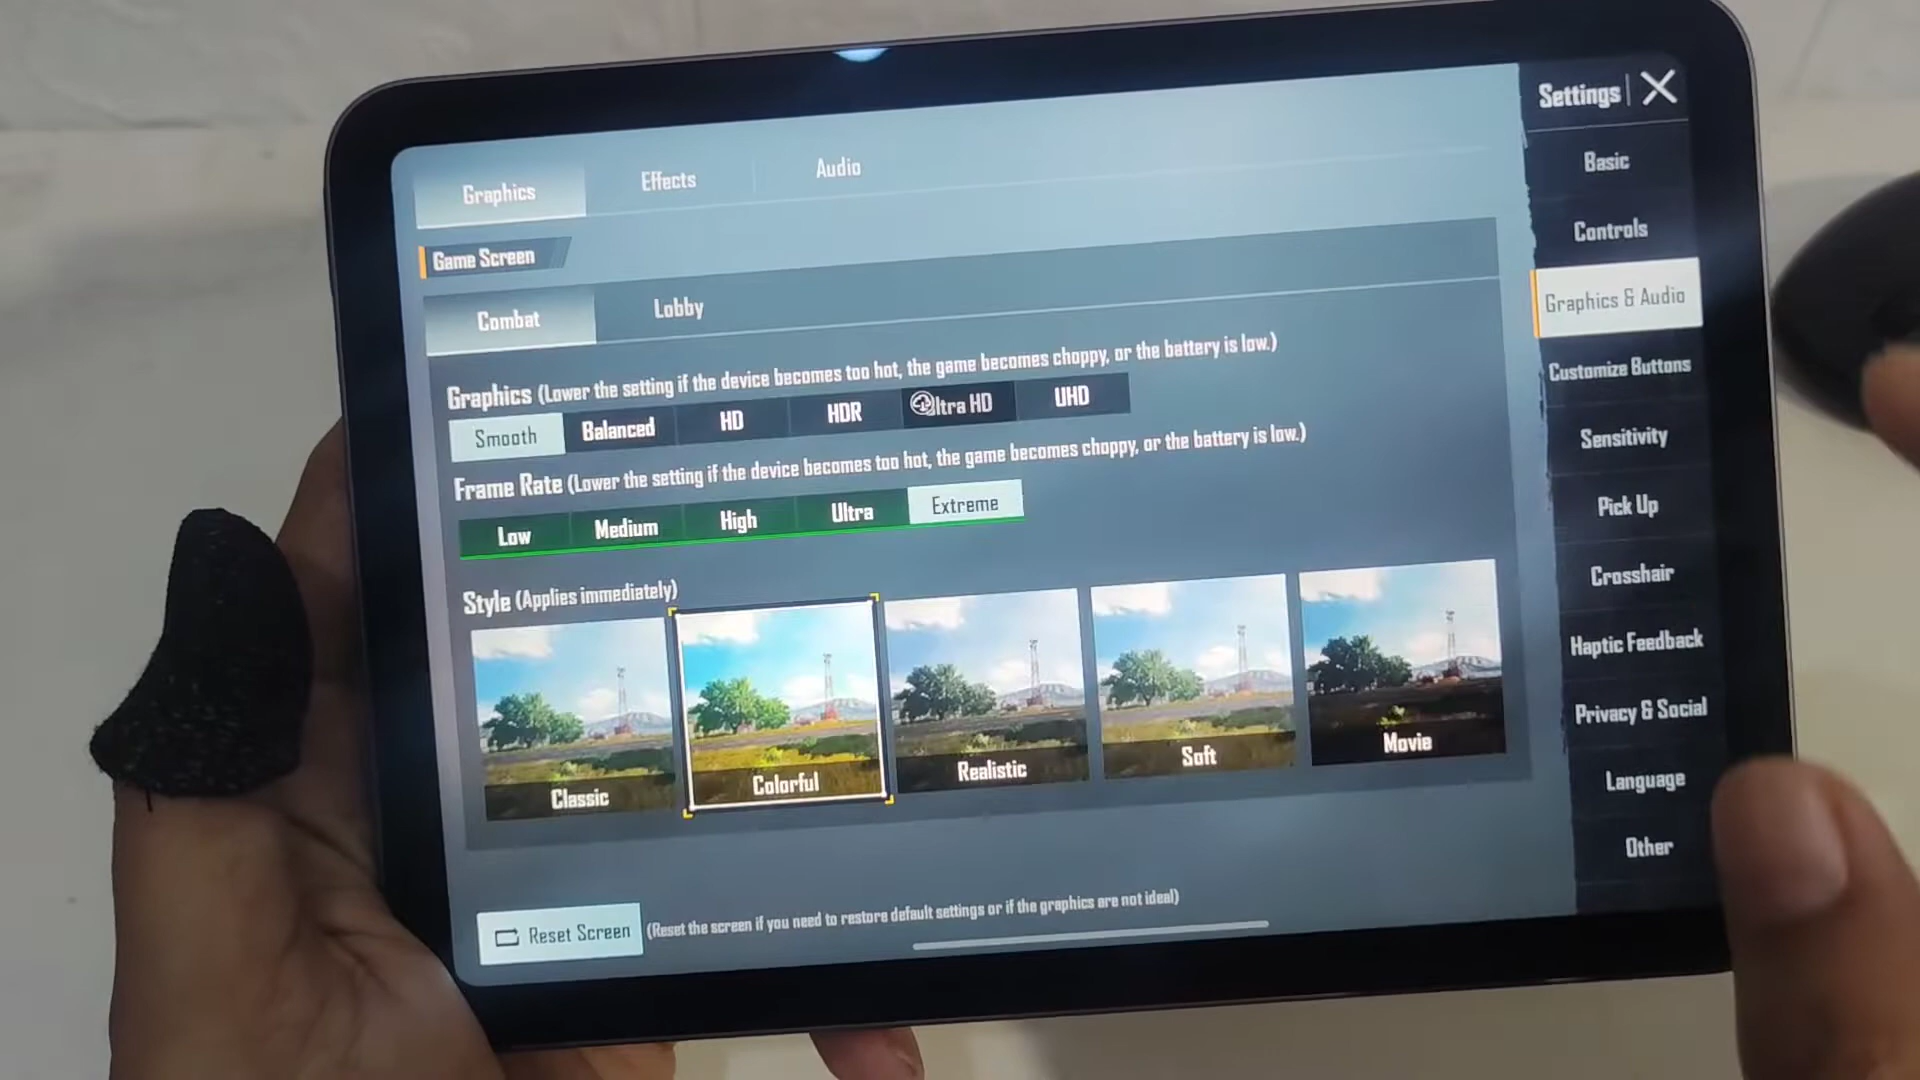 Settings
Graphics Effects Audio
Game Screen
Combat Lobby
Graphics (Lower the setting if the device becomes too hot, the game becomes choppy, or the battery is low.)
Smooth Balanced HD HDR ltra HD UHD
Frame Rate (Lower the setting if the device becomes too hot, the game becomes choppy, or the battery is low.)
Low Medium High Ultra Extreme
Style (Applies immediately)
Classic Colorful Realistic Soft Movie
Reset Screen (Reset the screen if you need to restore default settings or if the graphics are not ideal)
Basic
Controls
Graphics & Audio
Customize Buttons
Sensitivity
Pick Up
Crosshair
Haptic Feedback
Privacy & Social
Language
Other